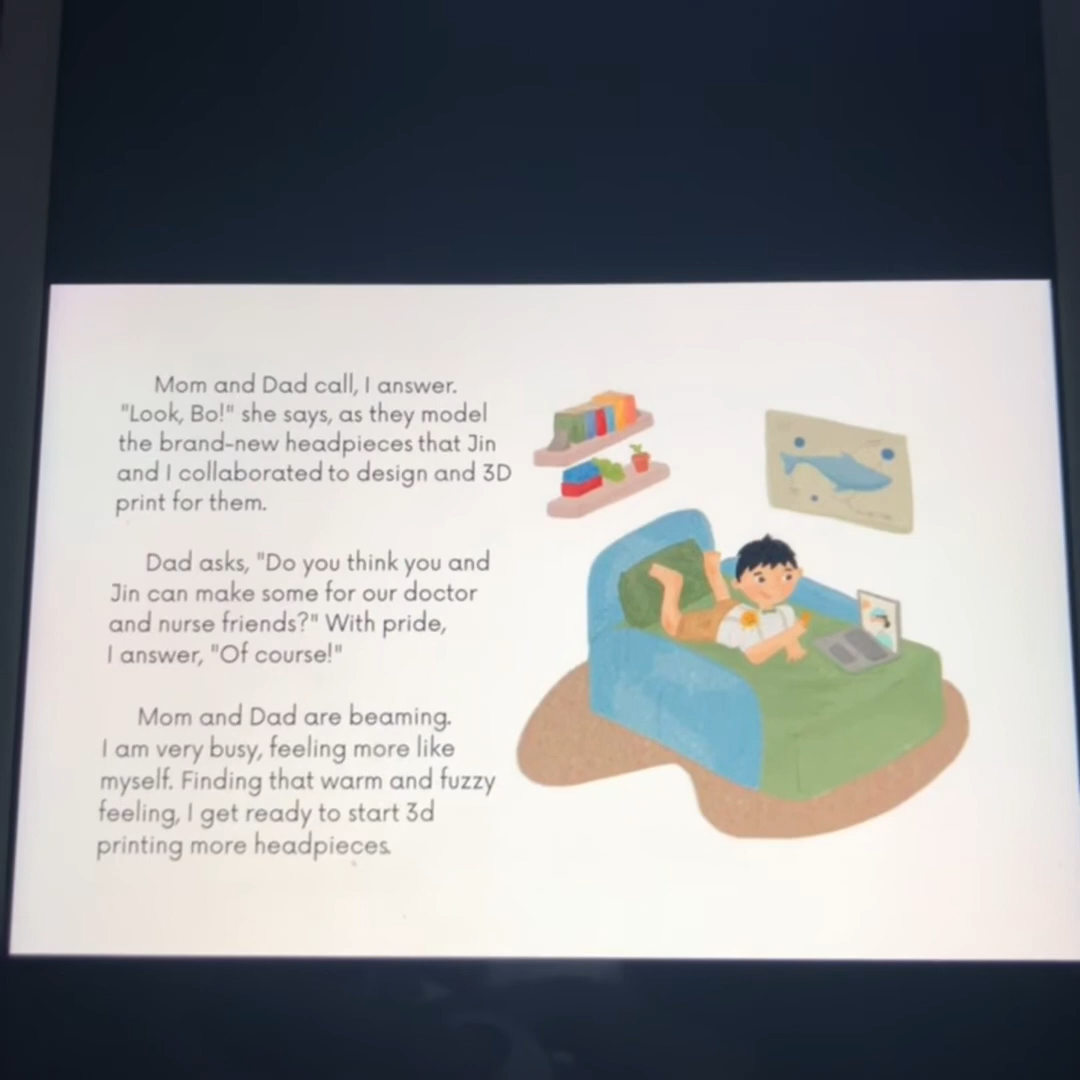 Mom and Dad call, I answer.
"Look, Bo!" she says, as they model
the brand-new headpieces that Jin
and I collaborated to design and 3D
print for them.
Dad asks, "Do you think you and
Jin can make some for our doctor
and nurse friends?" With pride,
I answer, "Of course!"
Mom and Dad are beaming.
I am very busy, feeling more like
myself. Finding that warm and fuzzy
feeling, I get ready to start 3d
printing more headpieces.